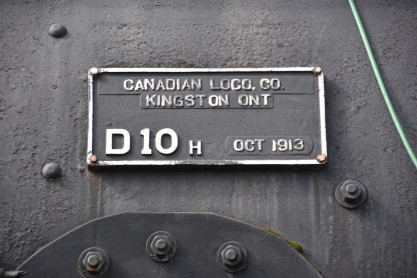 CANADIAN LOCO. CO.
KINGSTON ONT
D10 H OCT 1913